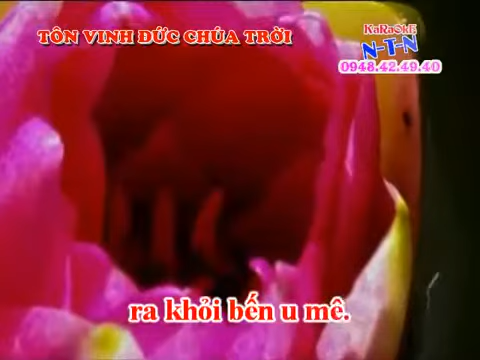 TÔN VINH ĐỨC CHÚA TRỜI
KaRaOkE
N-T-N
0948.42.49.40
ra khỏi bến u mê.